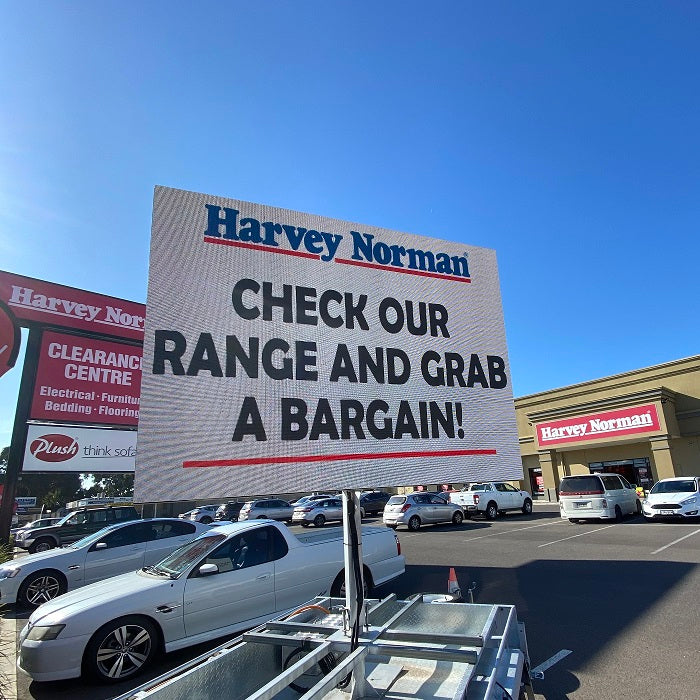 Harvey Norman
CHECK OUR
RANGE AND GRAB
A BARGAIN!
Harvey Nor
CLEARANC
CENTRE
Electrical · Furnitur
Bedding · Flooring
Plush think sofa
Harvey Norman